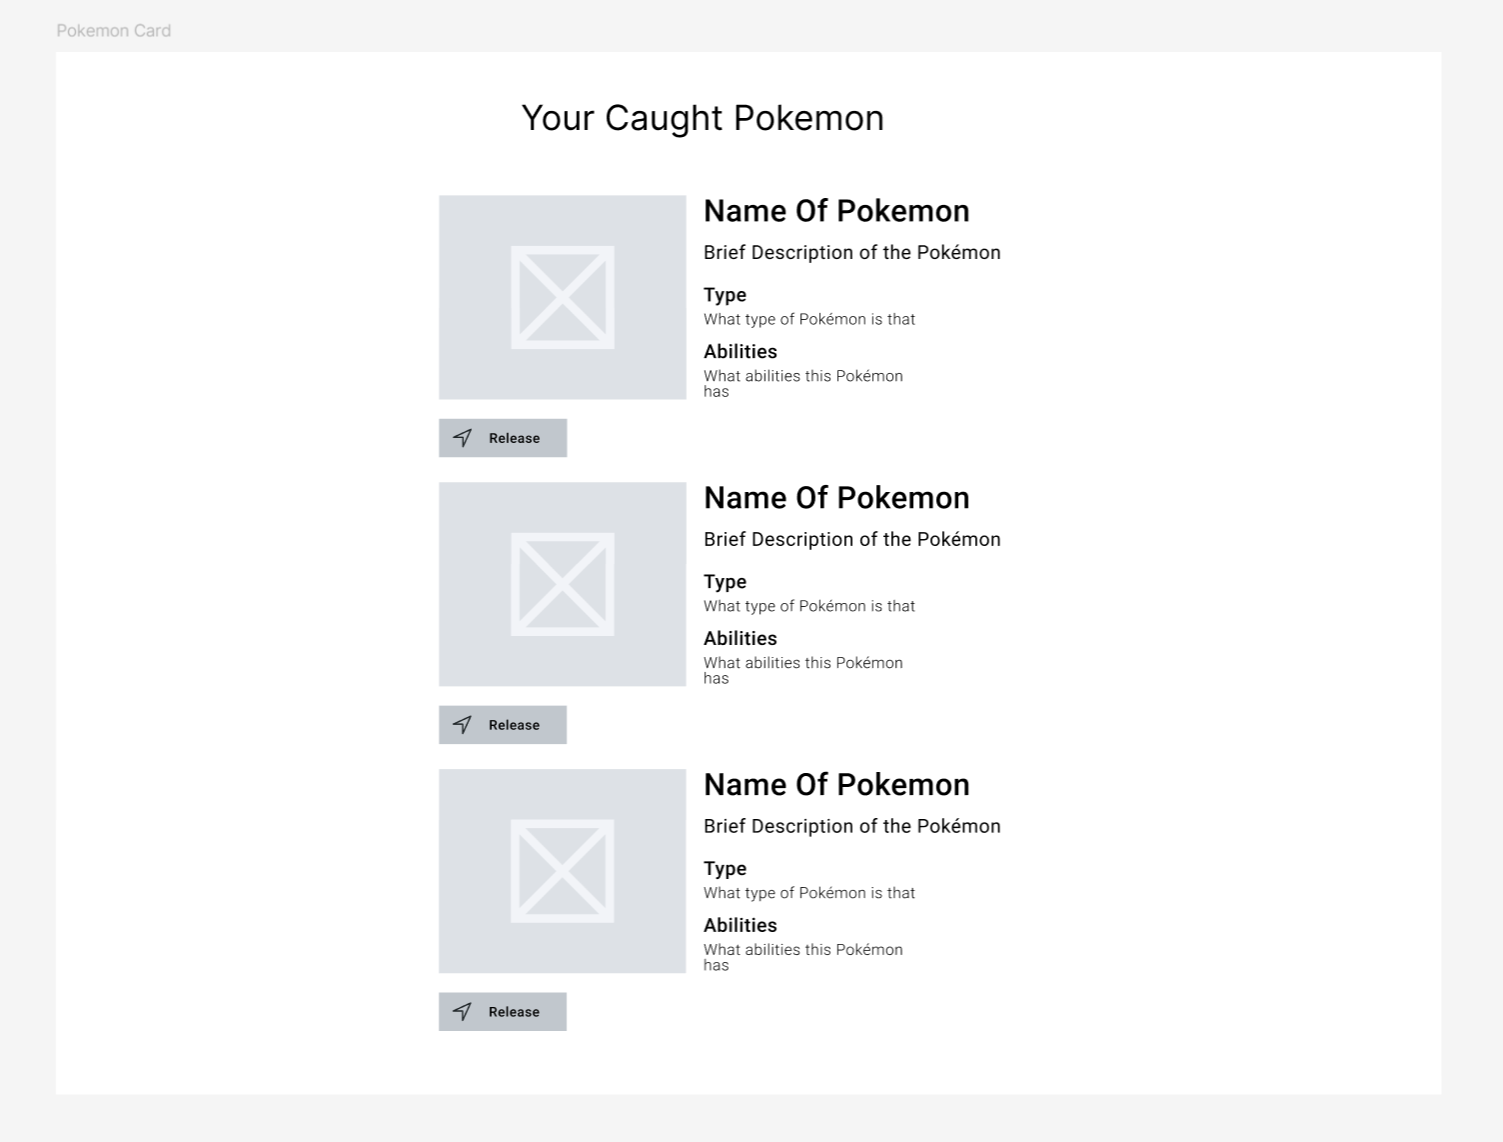 Pokemon Card
Your Caught Pokemon
Name Of Pokemon
Brief Description of the Pokémon
Type
What type of Pokémon is that
Abilities
What abilities this Pokémon
has
Release
Name Of Pokemon
Brief Description of the Pokémon
Type
What type of Pokémon is that
Abilities
What abilities this Pokémon
has
Release
Name Of Pokemon
Brief Description of the Pokémon
Type
What type of Pokémon is that
Abilities
What abilities this Pokémon
has
Release